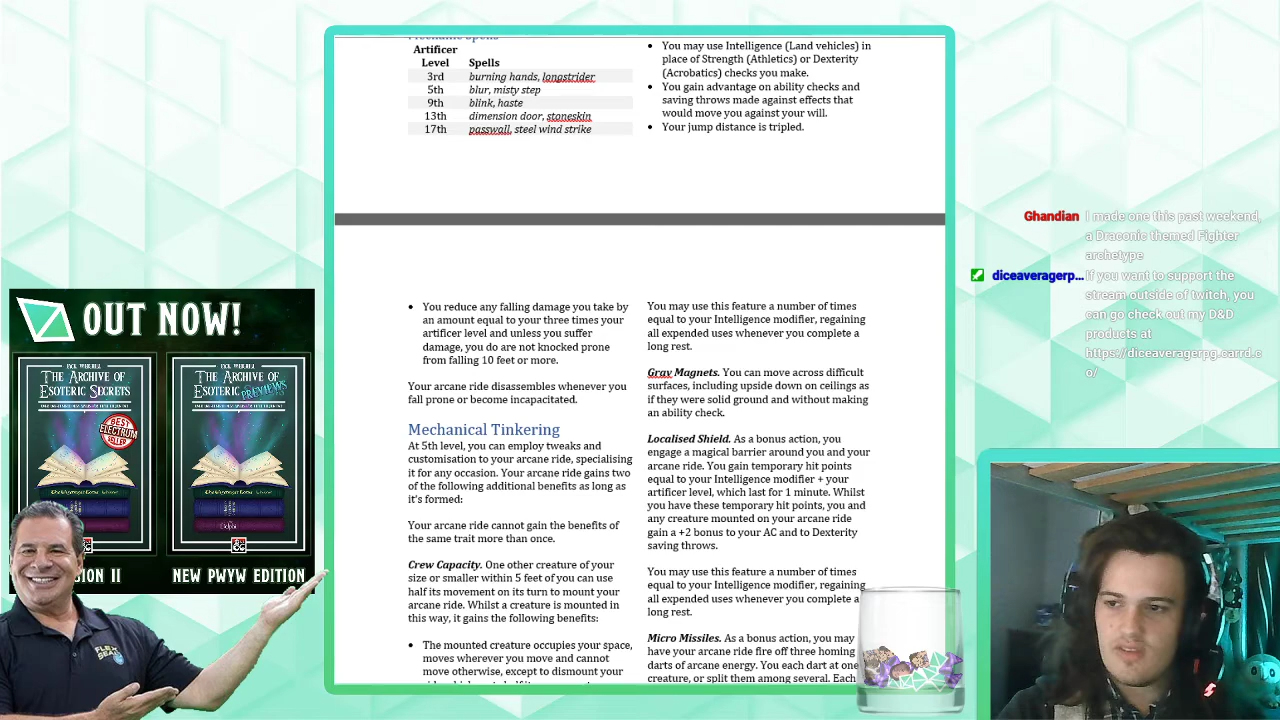 Artificer
Level Spells
3rd burning hands, longstrider
5th blur, misty step
9th blink, haste
13th dimension door, stoneskin
17th passwall, steel wind strike
• You may use Intelligence (Land vehicles) in
place of Strength (Athletics) or Dexterity
(Acrobatics) checks you make.
• You gain advantage on ability checks and
saving throws made against effects that
would move you against your will.
• Your jump distance is tripled.
• You reduce any falling damage you take by
an amount equal to your three times your
artificer level and unless you suffer
damage, you do are not knocked prone
from falling 10 feet or more.
Your arcane ride disassembles whenever you
fall prone or become incapacitated.
Mechanical Tinkering
At 5th level, you can employ tweaks and
customisation to your arcane ride, specialising
it for any occasion. Your arcane ride gains two
of the following additional benefits as long as
it's formed:
Your arcane ride cannot gain the benefits of
the same trait more than once.
Crew Capacity. One other creature of your
size or smaller within 5 feet of you can use
half its movement on its turn to mount your
arcane ride. Whilst a creature is mounted in
this way, it gains the following benefits:
• The mounted creature occupies your space,
moves wherever you move and cannot
move otherwise, except to dismount your
You may use this feature a number of times
equal to your Intelligence modifier, regaining
all expended uses whenever you complete a
long rest.
Grav Magnets. You can move across difficult
surfaces, including upside down on ceilings as
if they were solid ground and without making
an ability check.
Localised Shield. As a bonus action, you
engage a magical barrier around you and your
arcane ride. You gain temporary hit points
equal to your Intelligence modifier + your
artificer level, which last for 1 minute. Whilst
you have these temporary hit points, you and
any creature mounted on your arcane ride
gain a +2 bonus to your AC and to Dexterity
saving throws.
You may use this feature a number of times
equal to your Intelligence modifier, regaining
all expended uses whenever you complete a
long rest.
Micro Missiles. As a bonus action, you may
have your arcane ride fire off three homing
darts of arcane energy. You each dart at one
creature, or split them among several. Each
Ghandian I made one this past weekend,
a Draconic themed Fighter
archetype
diceaveragerp... If you want to support the
stream outside of twitch, you
can go check out my D&D
products at
https://diceaveragerpg.carrd.c
o/
OUT NOW!
THE ARCHIVE OF
ESOTERIC SECRETS
BEST
ELECTRUM
SELLER
THE ARCHIVE OF
ESOTERIC PREVIEWS
ION II
NEW PWYW EDITION
FLEX
SEAL